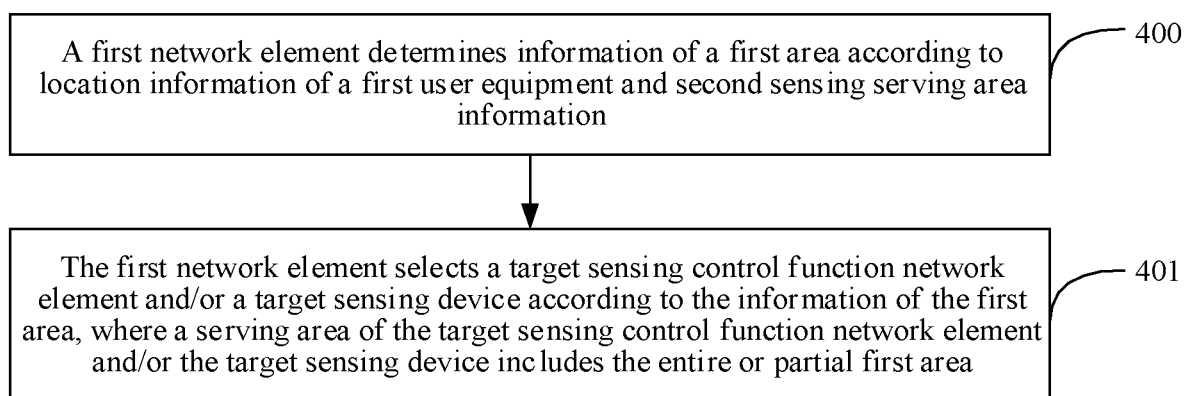 A first network element determines information of a first area according to
location information of a first user equipment and second sensing serving area
information
400
The first network element selects a target sensing control function network
element and/or a target sensing device according to the information of the first
area, where a serving area of the target sensing control function network element
and/or the target sensing device includes the entire or partial first area
401